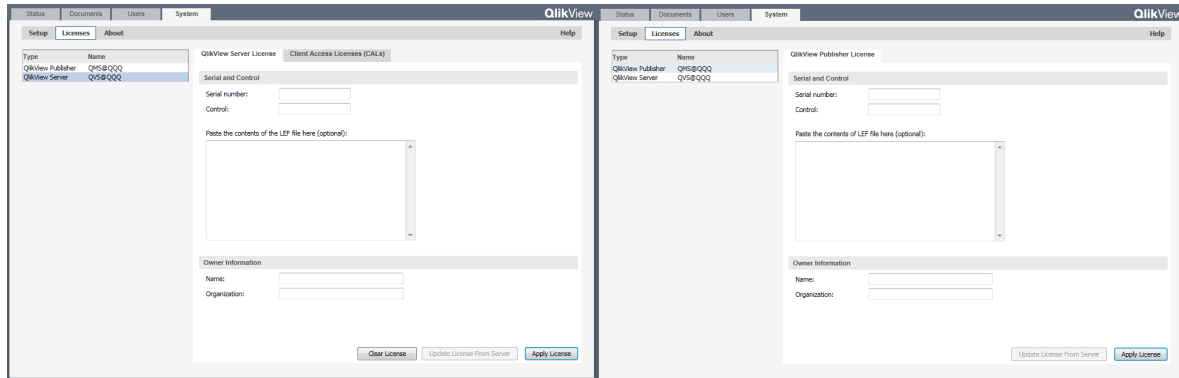 Status Documents Users System QlikView
Setup Licenses About Help
Type Name
QlikView Publisher QMS@QQQ
QlikView Server QVS@QQQ
QlikView Server License Client Access Licenses (CALs)
Serial and Control
Serial number:
Control:
Paste the contents of the LEF file here (optional):
Owner Information
Name:
Organization:
Clear License Update License From Server Apply License
Status Documents Users System QlikView
Setup Licenses About Help
Type Name
QlikView Publisher QMS@QQQ
QlikView Server QVS@QQQ
QlikView Publisher License
Serial and Control
Serial number:
Control:
Paste the contents of LEF file here (optional):
Owner Information
Name:
Organization:
Update License From Server Apply License